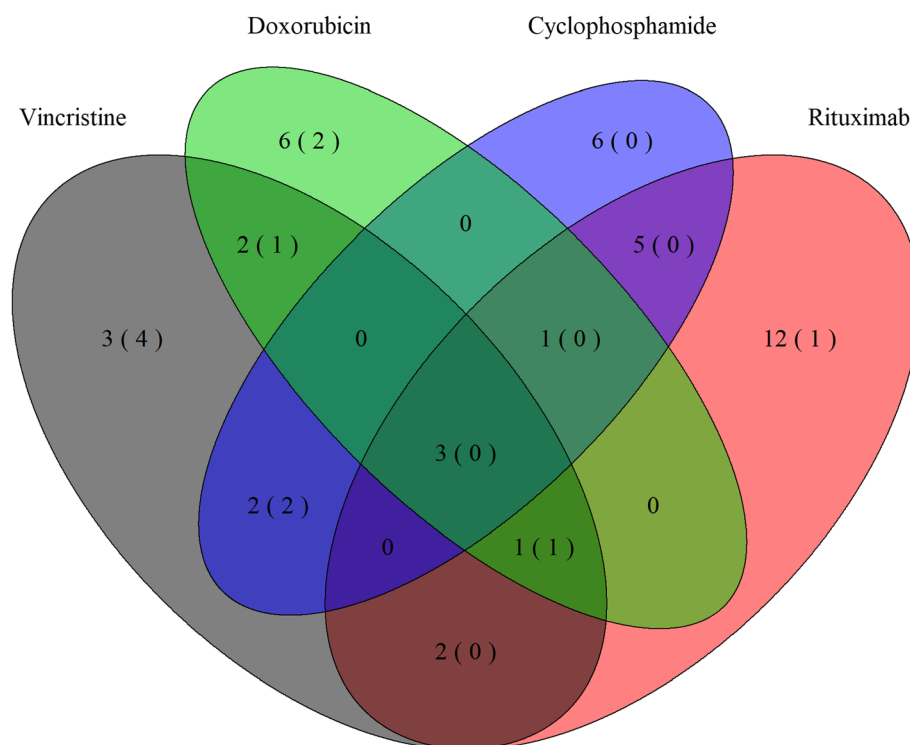 Doxorubicin
Cyclophosphamide
Vincristine
Rituximab
6 ( 2 )
6 ( 0 )
0
2 ( 1 )
5 ( 0 )
3 ( 4 )
0
1 ( 0 )
12 ( 1 )
3 ( 0 )
2 ( 2 )
0
0
1 ( 1 )
2 ( 0 )